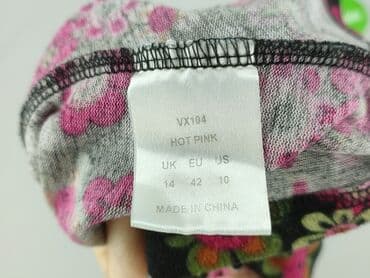 VX104
HOT PINK
UK EU US
14 42 10
MADE IN CHINA